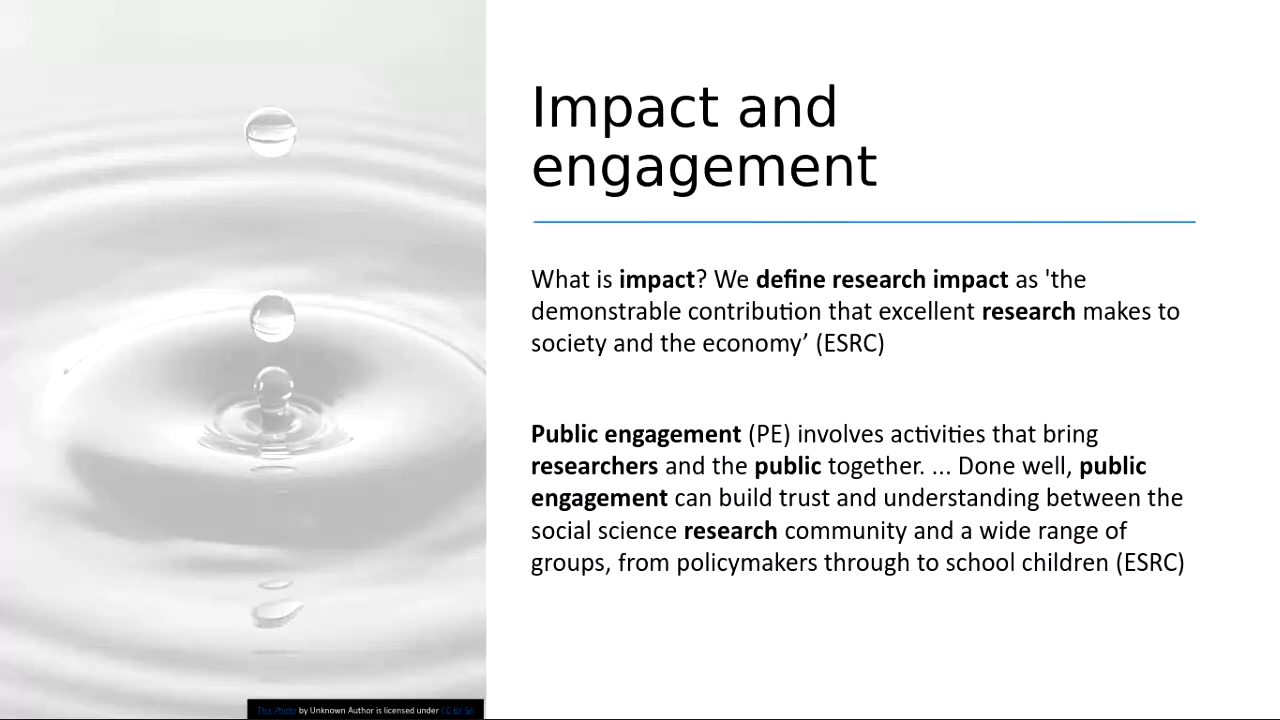 Impact and
engagement
What is impact? We define research impact as 'the
demonstrable contribution that excellent research makes to
society and the economy’ (ESRC)
Public engagement (PE) involves activities that bring
researchers and the public together. ... Done well, public
engagement can build trust and understanding between the
social science research community and a wide range of
groups, from policymakers through to school children (ESRC)
This Photo by Unknown Author is licensed under CC BY-SA